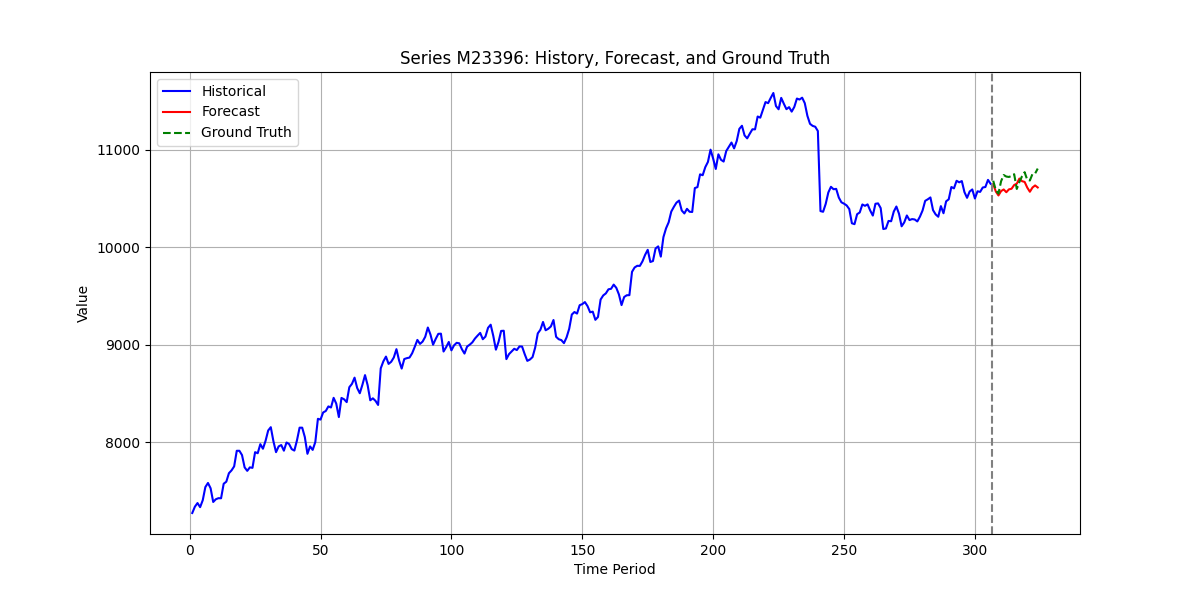 Series M23396: History, Forecast, and Ground Truth
Historical
Forecast
Ground Truth
11000
10000
9000
8000
Value
0 50 100 150 200 250 300
Time Period